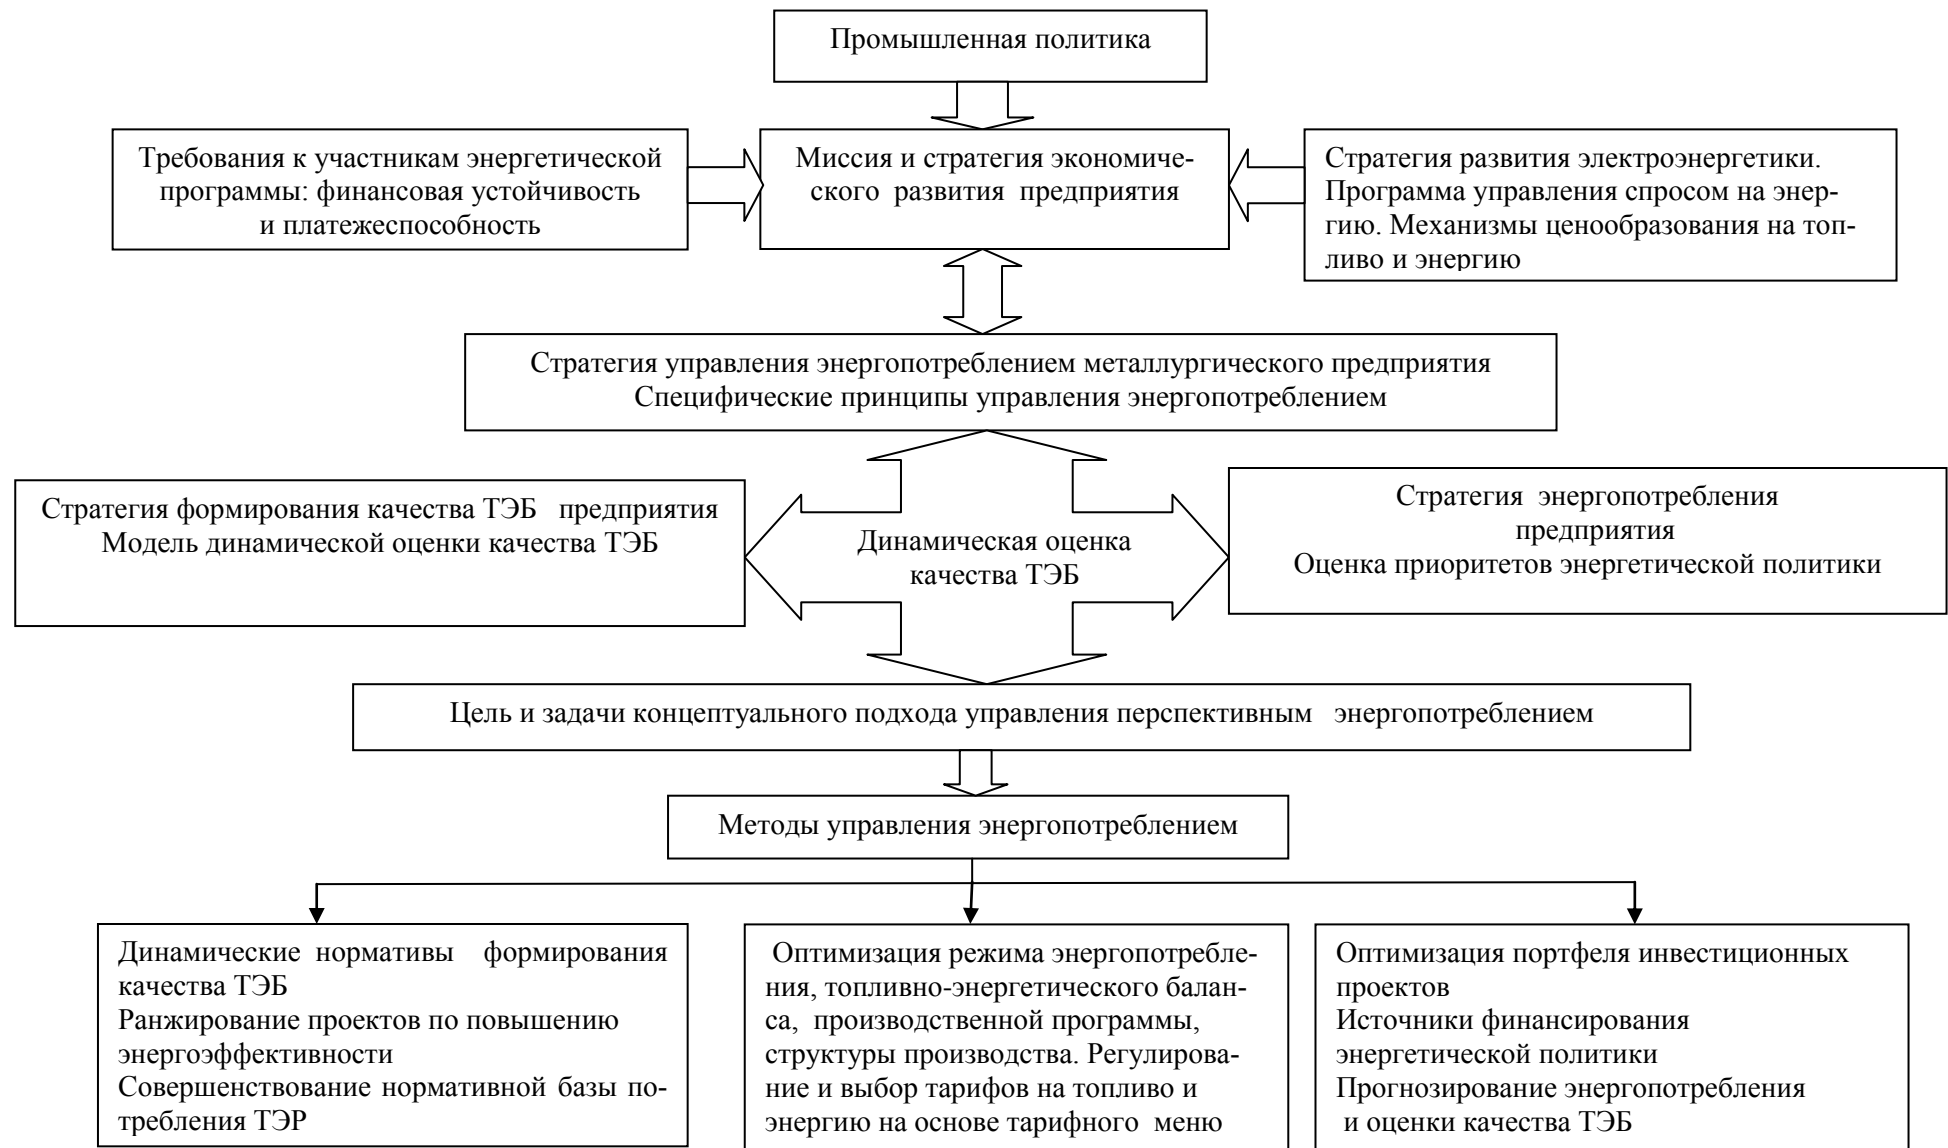 Промышленная политика
Требования к участникам энергетической
программы: финансовая устойчивость
и платежеспособность
Миссия и стратегия экономиче-
ского развития предприятия
Стратегия развития электроэнергетики.
Программа управления спросом на энер-
гию. Механизмы ценообразования на топ-
ливо и энергию
Стратегия управления энергопотреблением металлургического предприятия
Специфические принципы управления энергопотреблением
Стратегия формирования качества ТЭБ предприятия
Модель динамической оценки качества ТЭБ
Динамическая оценка
качества ТЭБ
Стратегия энергопотребления
предприятия
Оценка приоритетов энергетической политики
Цель и задачи концептуального подхода управления перспективным энергопотреблением
Методы управления энергопотреблением
Динамические нормативы формирования
качества ТЭБ
Ранжирование проектов по повышению
энергоэффективности
Совершенствование нормативной базы по-
требления ТЭР
Оптимизация режима энергопотребле-
ния, топливно-энергетического балан-
са, производственной программы,
структуры производства. Регулирова-
ние и выбор тарифов на топливо и
энергию на основе тарифного меню
Оптимизация портфеля инвестиционных
проектов
Источники финансирования
энергетической политики
Прогнозирование энергопотребления
и оценки качества ТЭБ